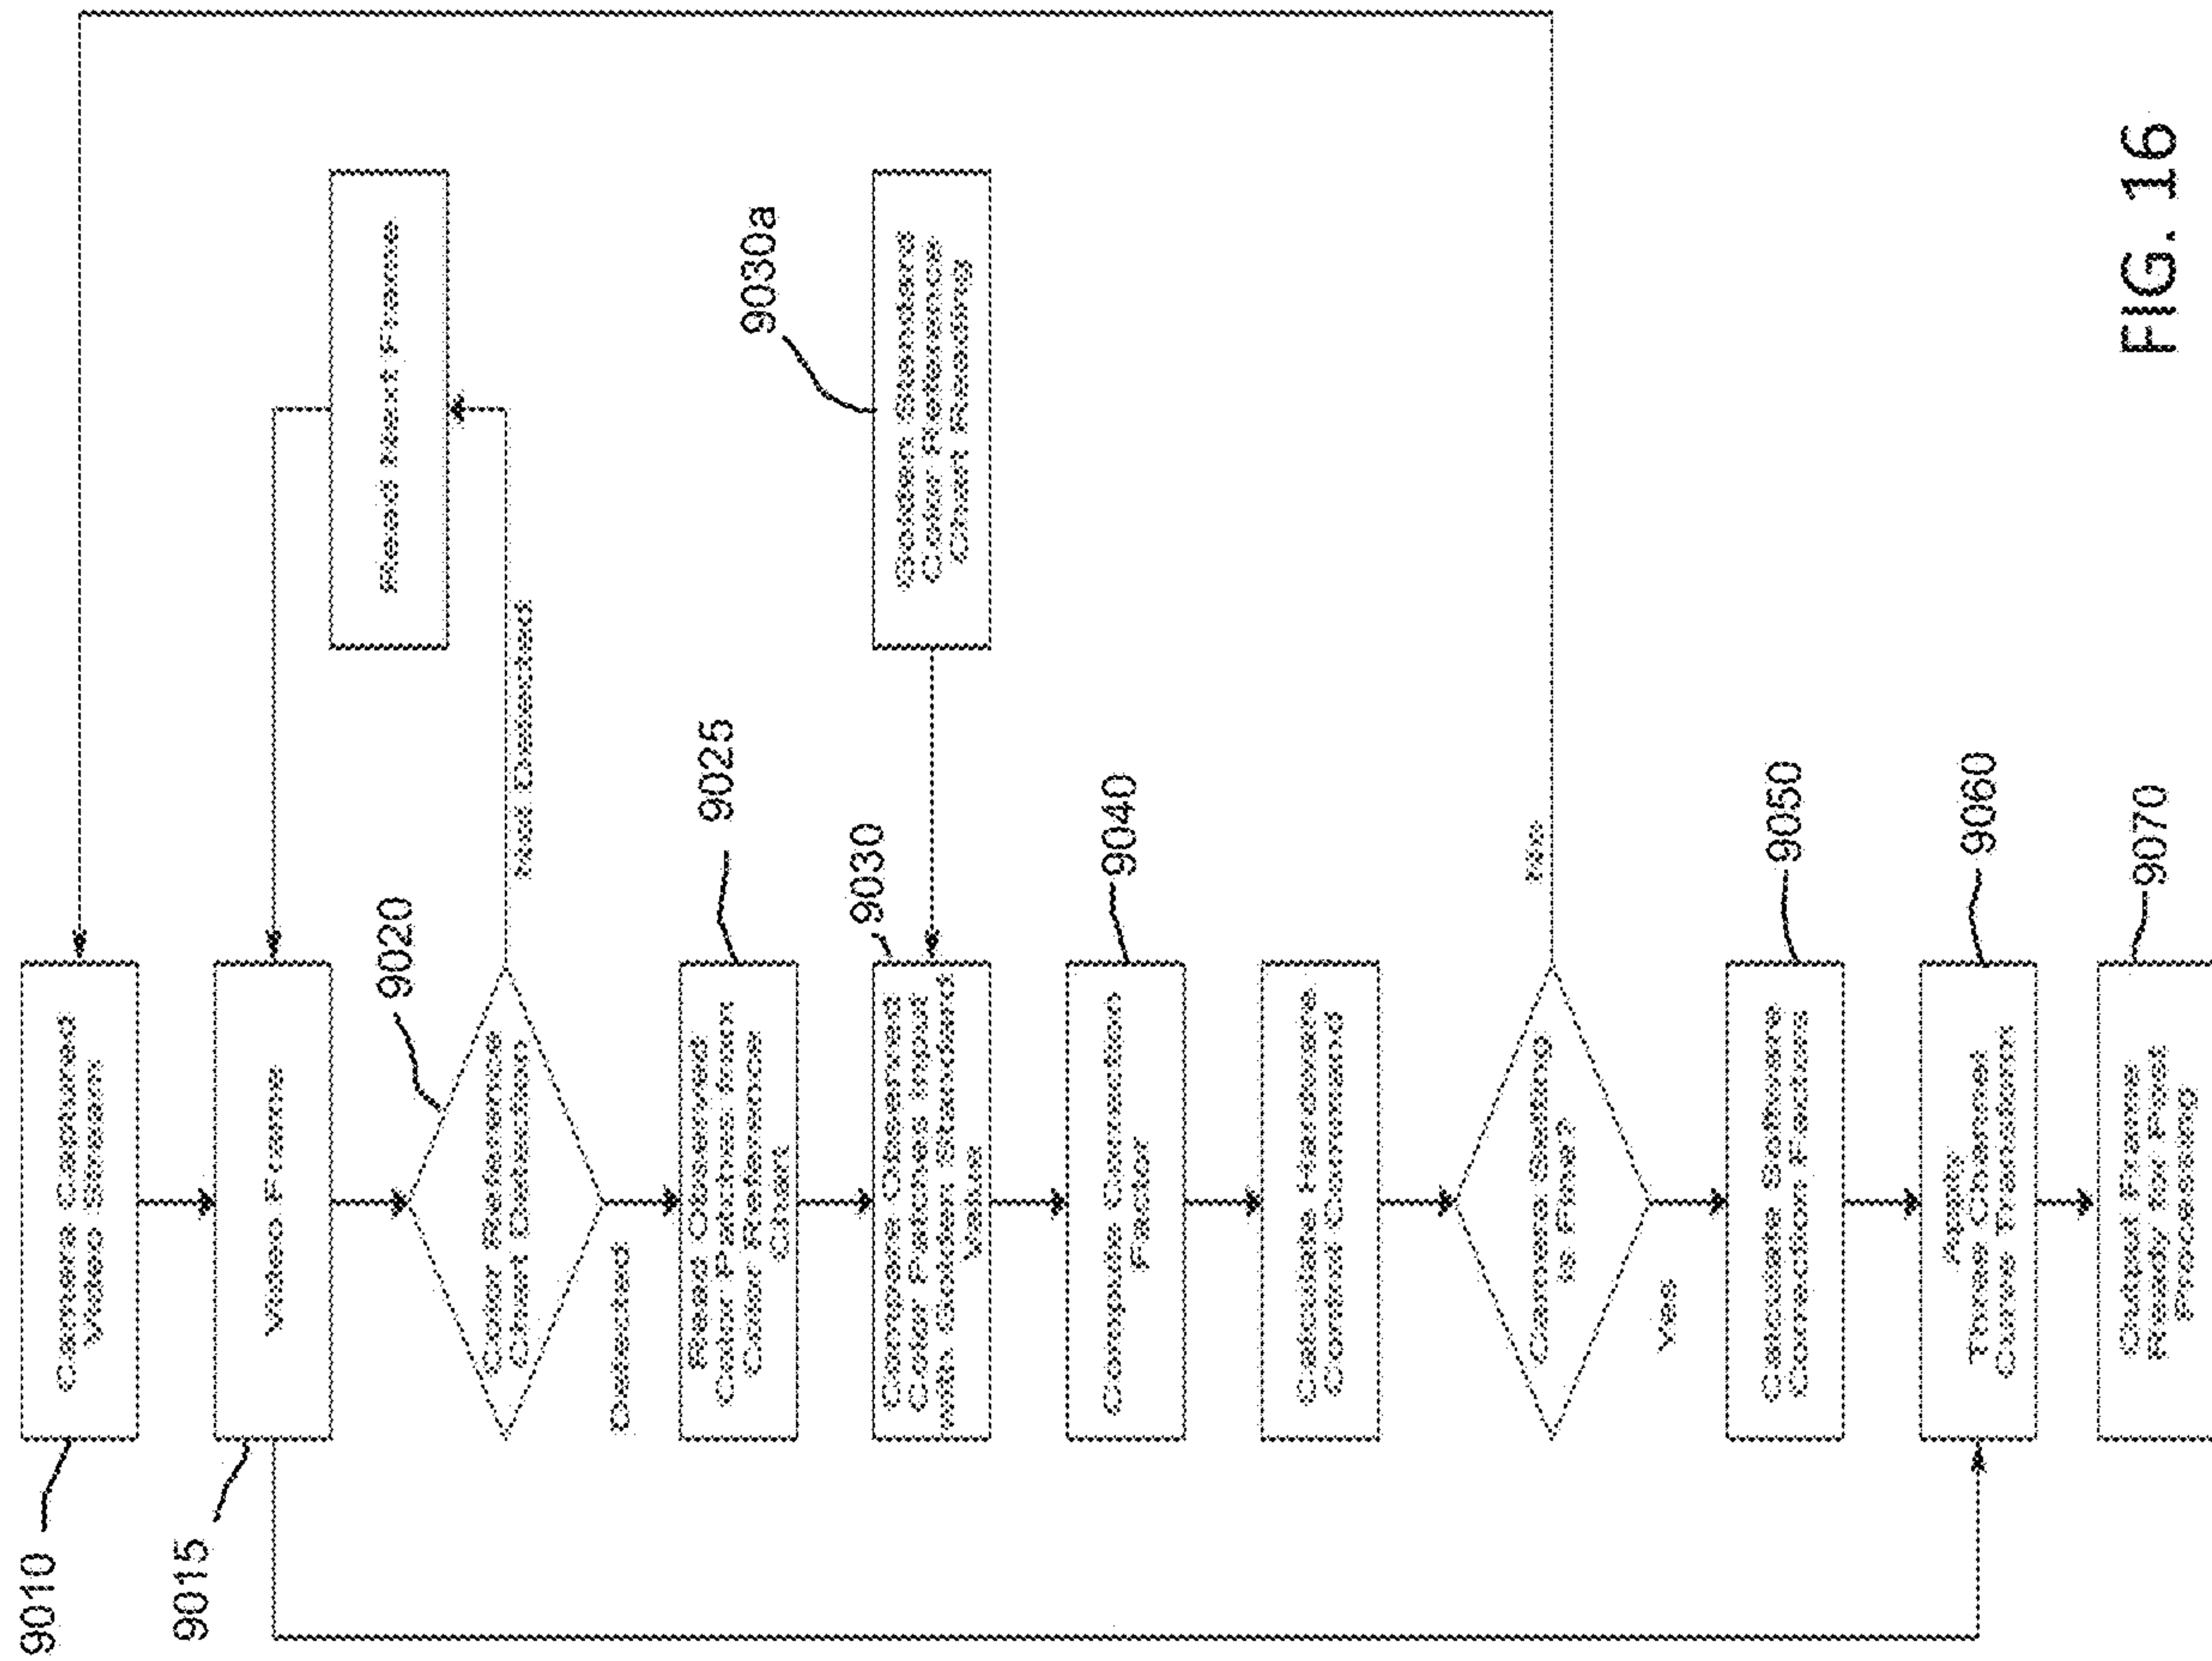 9010
Camera Captured
Video Stream
9015
Video Frame
Read Next Frame
9020
Color Reference
Chart Detection
Not Detected
Detected
9025
Read Observed
Color Patches from
Color Reference
Chart
9030
Compare Observed
Color Patches Input
with Golden Standard
Value
9030a
Golden Standard
Color Reference
Chart Reading
9040
Compute Correction
Factor
Calculate Hardware
Control Command
Camera Setting
is Fine?
No
Yes
9050
Calculate Software
Correction Factors
9060
Apply
Tonal Channel
Curve Transform
9070
Output Frame
Ready for Post
Processing
FIG. 16